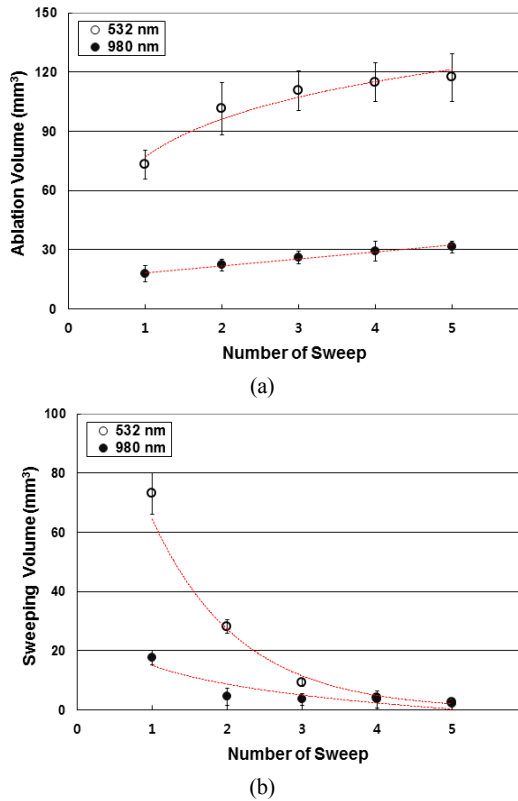 532 nm
980 nm
150
120
90
60
30
0
0 1 2 3 4 5
Ablation Volume (mm³)
Number of Sweep
(a)
532 nm
980 nm
100
80
60
40
20
0
0 1 2 3 4 5
Sweeping Volume (mm³)
Number of Sweep
(b)